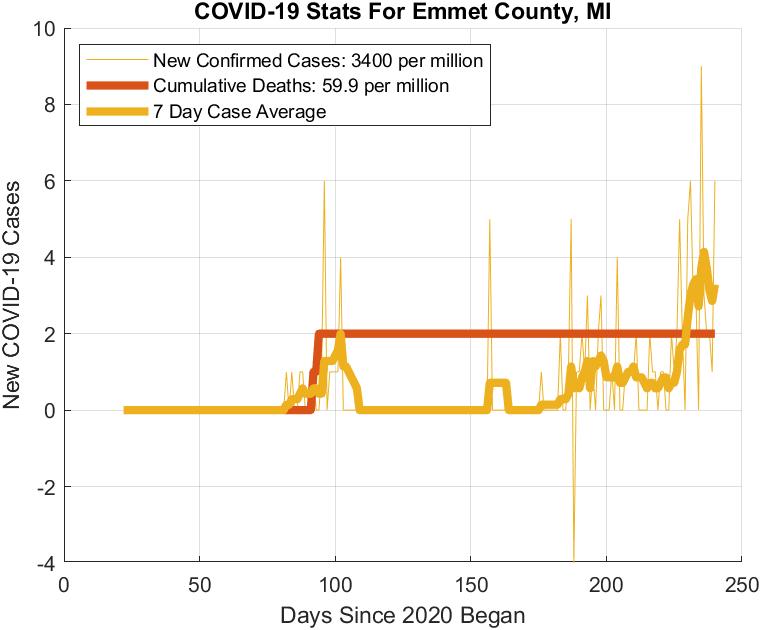 COVID-19 Stats For Emmet County, MI
New Confirmed Cases: 3400 per million
Cumulative Deaths: 59.9 per million
7 Day Case Average
New COVID-19 Cases
10
8
6
4
2
0
-2
-4
0 50 100 150 200 250
Days Since 2020 Began